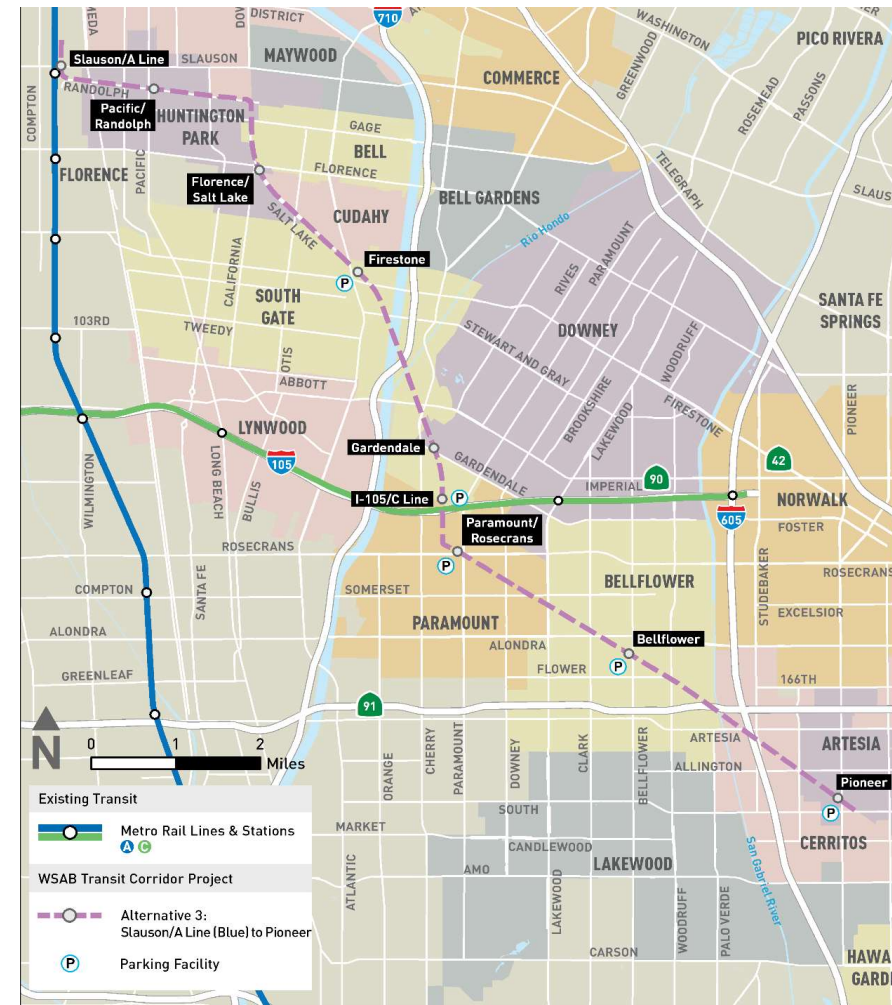 710
DISTRICT
WASHINGTON
PICO RIVERA
Slauson/A Line
SLAUSON
MAYWOOD
COMMERCE
GREENWOOD
ROSEMEAD
PASSONS
COMPTON
RANDOLPH
Pacific/
Randolph
HUNTINGTON
PARK
GAGE
BELL
FLORENCE
PACIFIC
FLORENCE
Florence/
Salt Lake
SALT LAKE
CUDAHY
BELL GARDENS
TELEGRAPH
Rio Hondo
Firestone
P
CALIFORNIA
SOUTH
GATE
RIVES
PARAMOUNT
SANTA FE
SPRINGS
103RD
TWEEDY
OTIS
ABBOTT
STEWART AND GRAY
DOWNEY
WOODRUFF
BROOKSHIRE
LAKEWOOD
FIRESTONE
PIONEER
LYNWOOD
105
Gardendale
GARDENDALE
IMPERIAL
90
42
WILMINGTON
LONG BEACH
BULLIS
I-105/C Line
P
605
NORWALK
FOSTER
Paramount/
Rosecrans
P
ROSECRANS
ROSECRANS
COMPTON
SANTA FE
SOMERSET
PARAMOUNT
BELLFLOWER
STUDEBAKER
EXCELSIOR
ALONDRA
ALONDRA
Bellflower
P
GREENLEAF
FLOWER
166TH
91
N
0
1
2
Miles
ORANGE
CHERRY
PARAMOUNT
DOWNEY
CLARK
BELLFLOWER
ARTESIA
ALLINGTON
ARTESIA
Pioneer
P
CERRITOS
Existing Transit
Metro Rail Lines & Stations
A C
MARKET
SOUTH
CANDLEWOOD
AMO
LAKEWOOD
San Gabriel River
ATLANTIC
LAKEWOOD
WOODRUFF
PALO VERDE
CARSON
WSAB Transit Corridor Project
Alternative 3:
Slauson/A Line (Blue) to Pioneer
P
Parking Facility